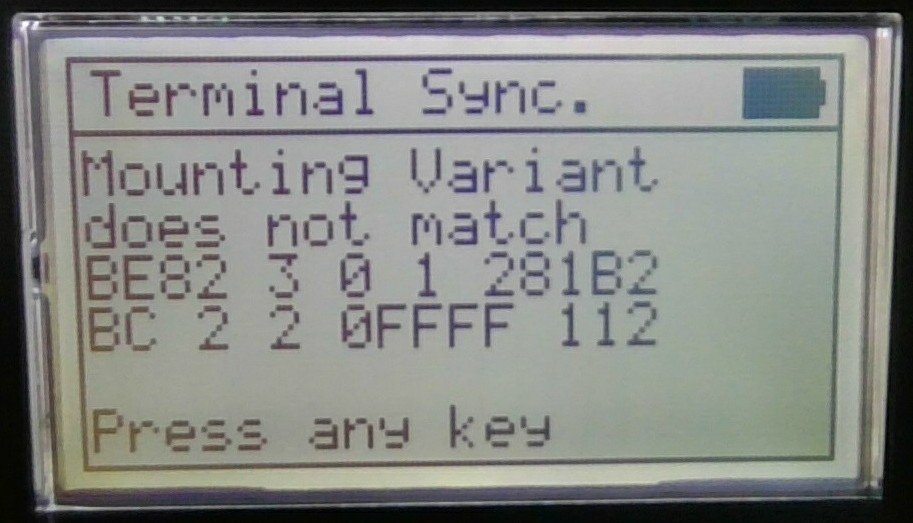 Terminal Sync.
Mounting Variant
does not match
BE82 3 0 1 281B2
BC 2 2 0FFFF 112
Press any key